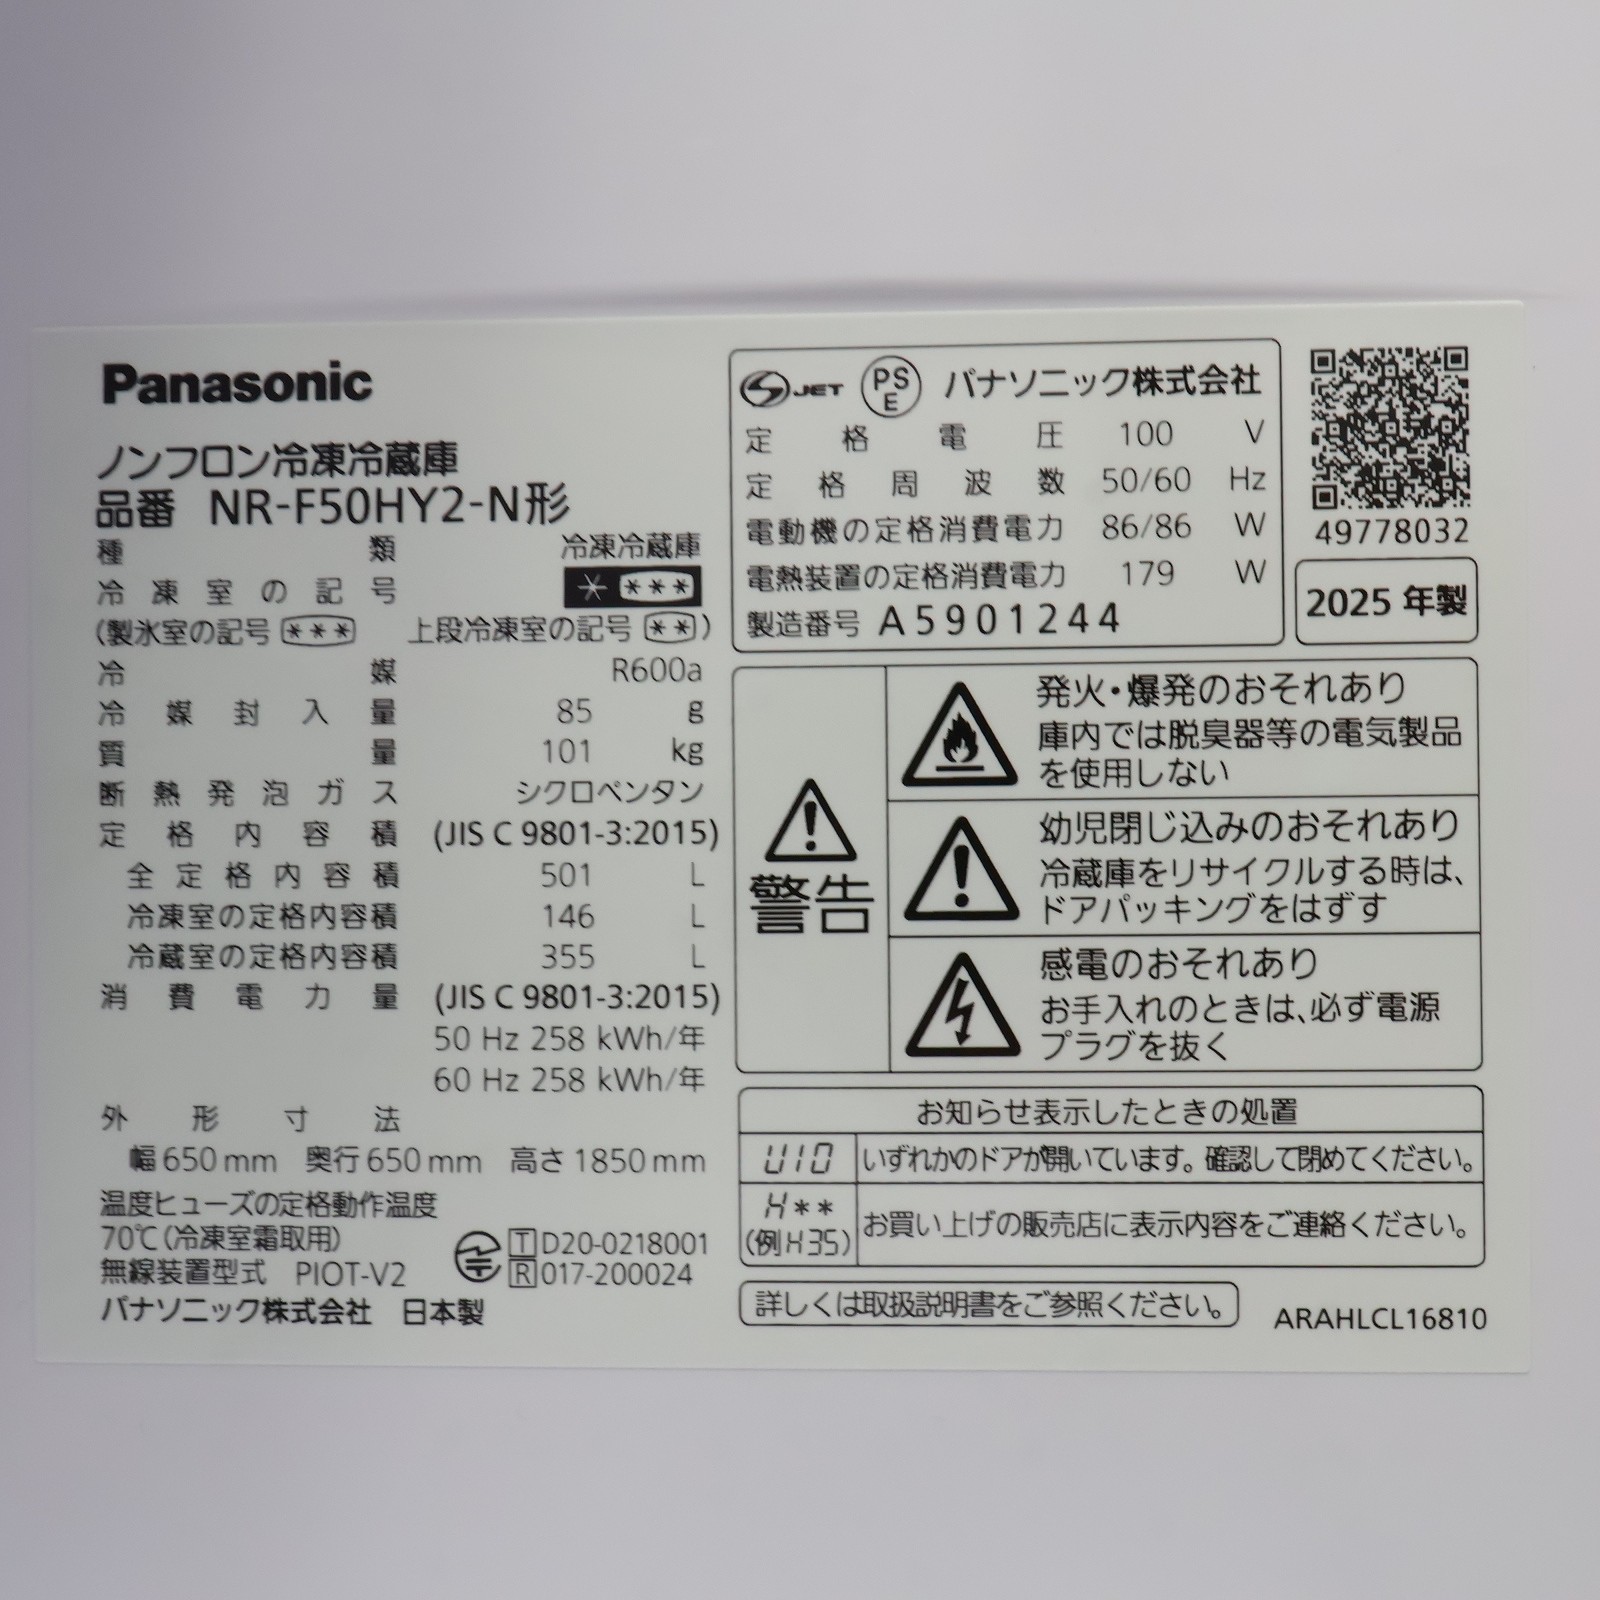 Panasonic
ノンフロン冷凍冷蔵庫
品番 NR-F50HY2-N形
種類 冷凍冷蔵庫
冷凍室の記号 * ***
(製氷室の記号 *** 上段冷凍室の記号 **)
冷媒 R600a
冷媒封入量 85 g
質量 101 kg
断熱発泡ガス シクロペンタン
定格内容積 (JIS C 9801-3:2015)
全定格内容積 501 L
冷凍室の定格内容積 146 L
冷蔵室の定格内容積 355 L
消費電力量 (JIS C 9801-3:2015)
50 Hz 258 kWh/年
60 Hz 258 kWh/年
外形寸法
幅 650 mm 奥行 650 mm 高さ 1850 mm
温度ヒューズの定格動作温度
70℃(冷凍室霜取用)
無線装置型式 PIOT-V2
T D20-0218001
R 017-200024
パナソニック株式会社 日本製
JET PSE パナソニック株式会社
定格電圧 100 V
定格周波数 50/60 Hz
電動機の定格消費電力 86/86 W
電熱装置の定格消費電力 179 W
製造番号 A5901244
49778032
2025 年製
警告
発火・爆発のおそれあり
庫内では脱臭器等の電気製品
を使用しない
幼児閉じ込みのおそれあり
冷蔵庫をリサイクルする時は、
ドアパッキングをはずす
感電のおそれあり
お手入れのときは、必ず電源
プラグを抜く
お知らせ表示したときの処置
U10 いずれかのドアが開いています。確認して閉めてください。
H**
(例H35) お買い上げの販売店に表示内容をご連絡ください。
詳しくは取扱説明書をご参照ください。
ARAHLCL16810